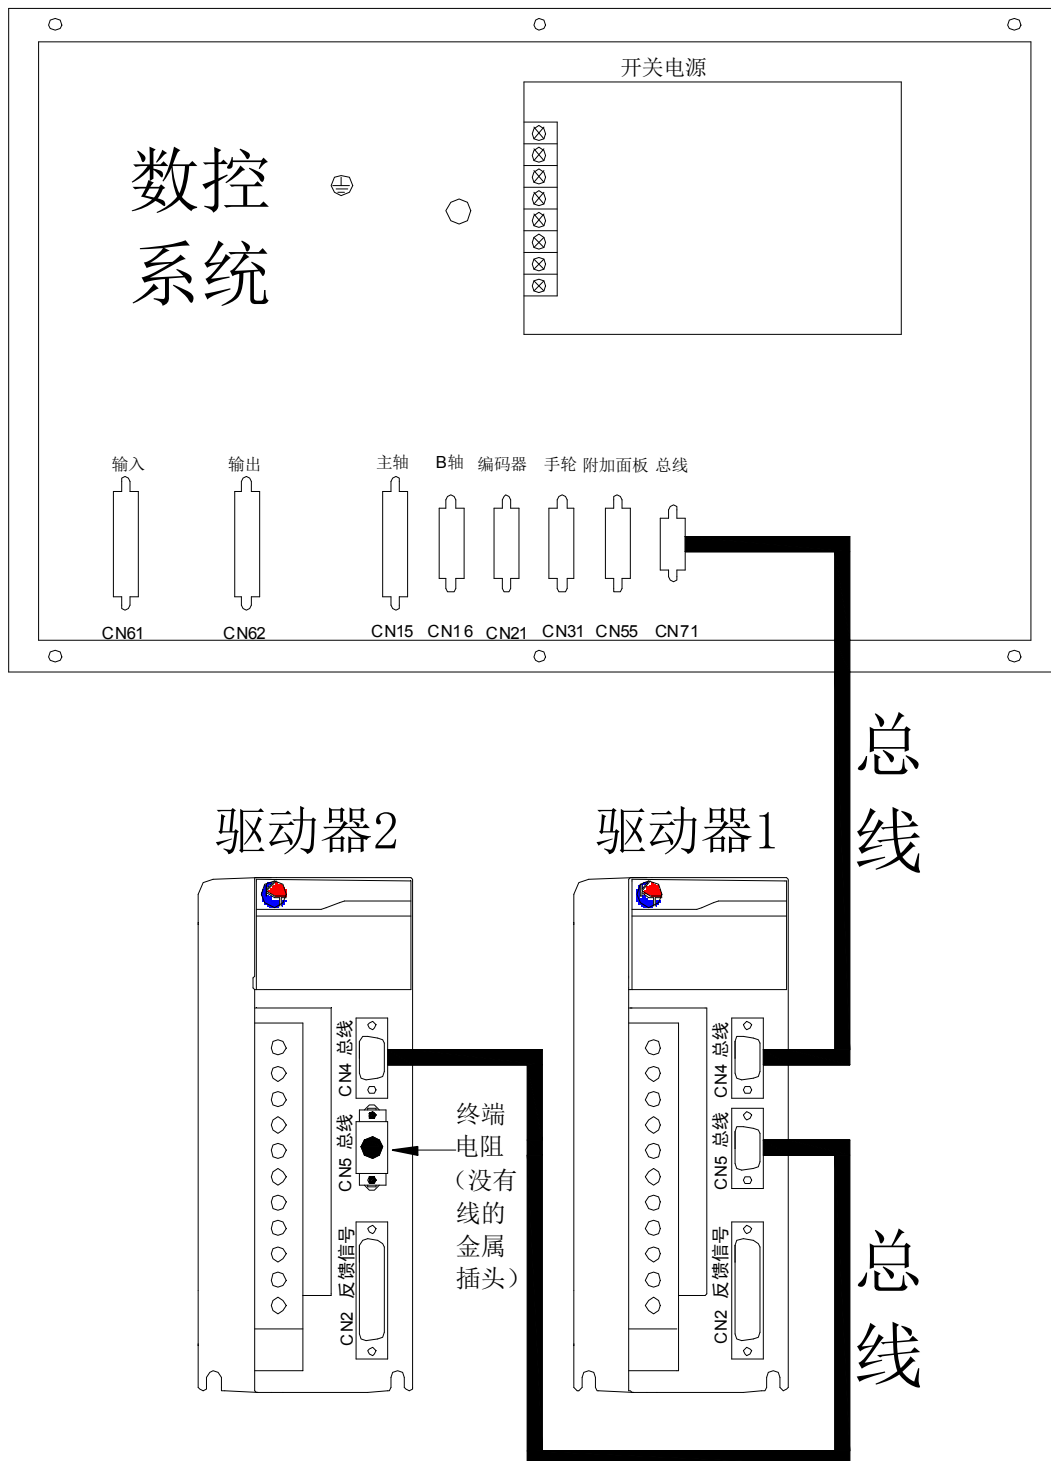 开关电源
数控
系统
输入
输出
主轴
B轴
编码器
手轮
附加面板
总线
CN61
CN62
CN15
CN16
CN21
CN31
CN55
CN71
总
线
驱动器2
驱动器1
CN4 总线
CN5 总线
CN2 反馈信号
终端
电阻
（没有
线的
金属
插头）
CN4 总线
CN5 总线
CN2 反馈信号
总
线